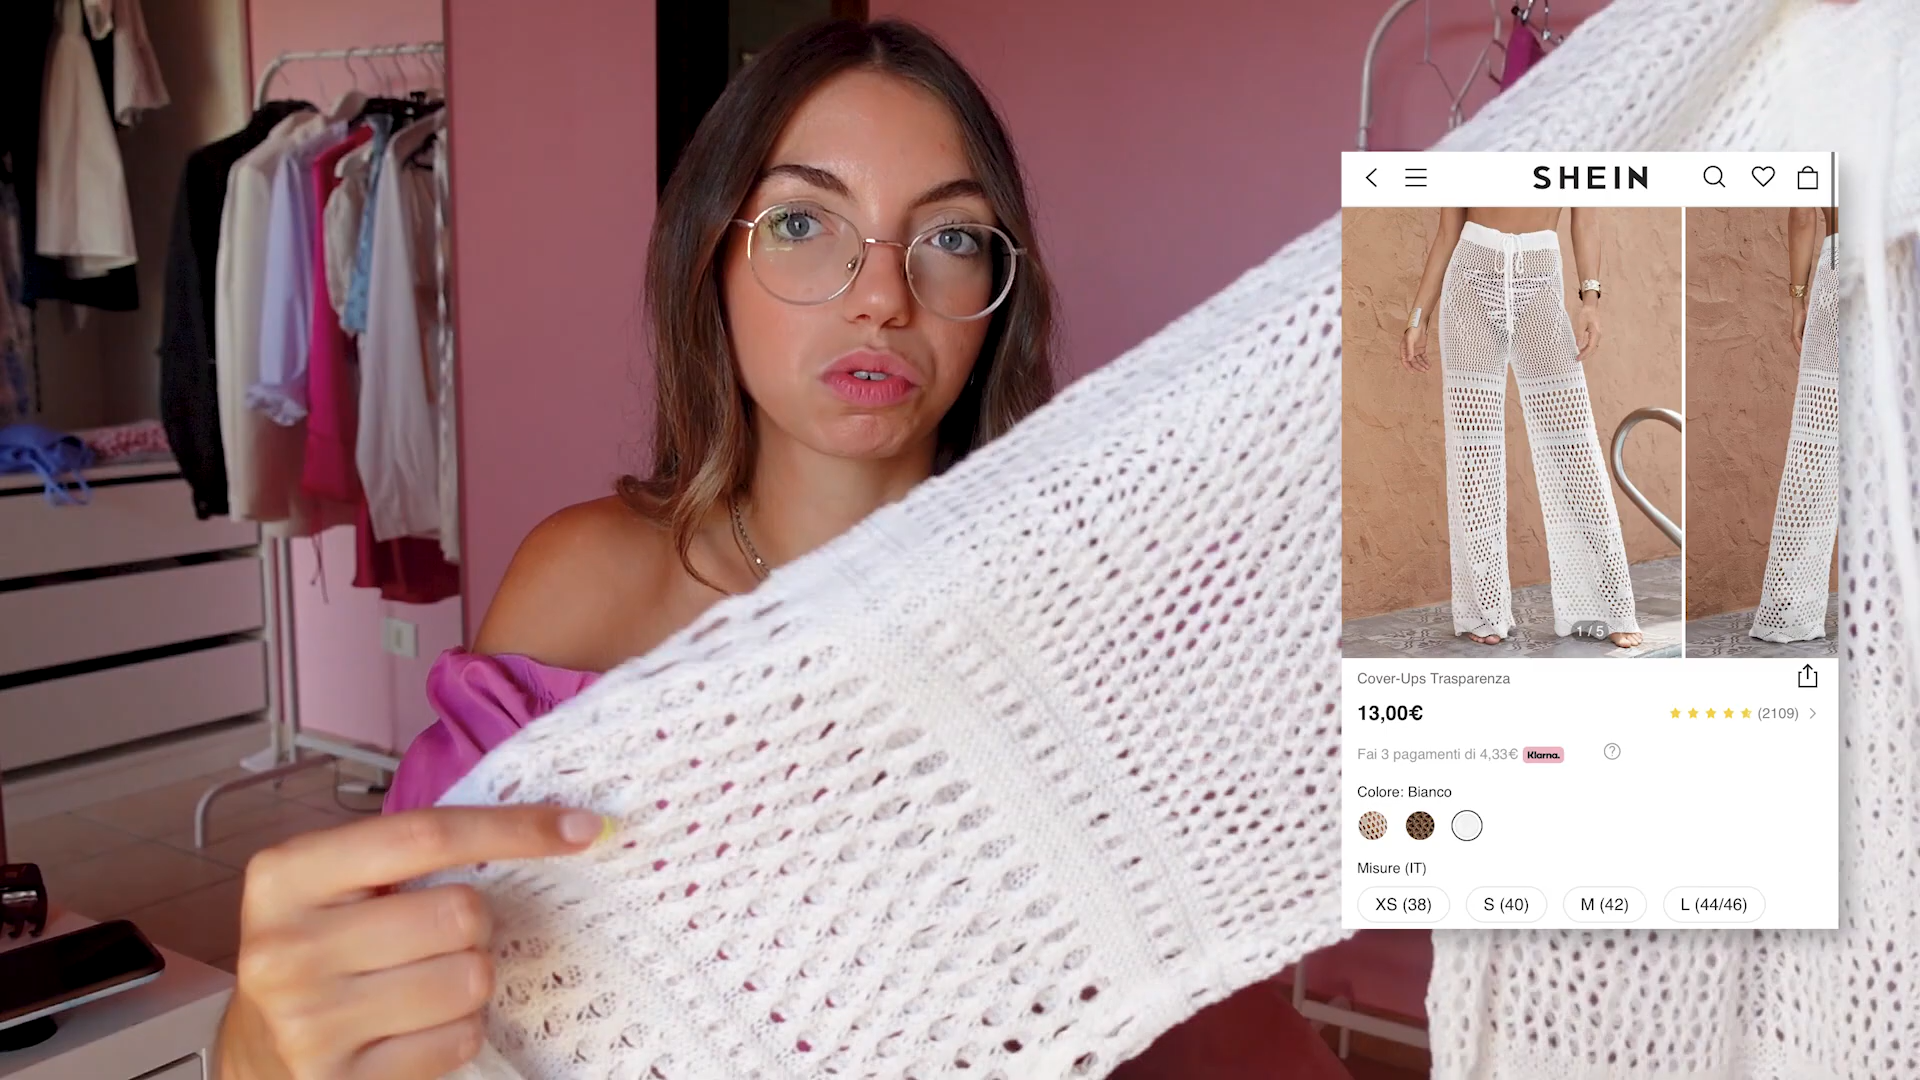 SHEIN
1 / 5
Cover-Ups Trasparenza
13,00€
(2109)
Fai 3 pagamenti di 4,33€ Klarna.
Colore: Bianco
Misure (IT)
XS (38)
S (40)
M (42)
L (44/46)